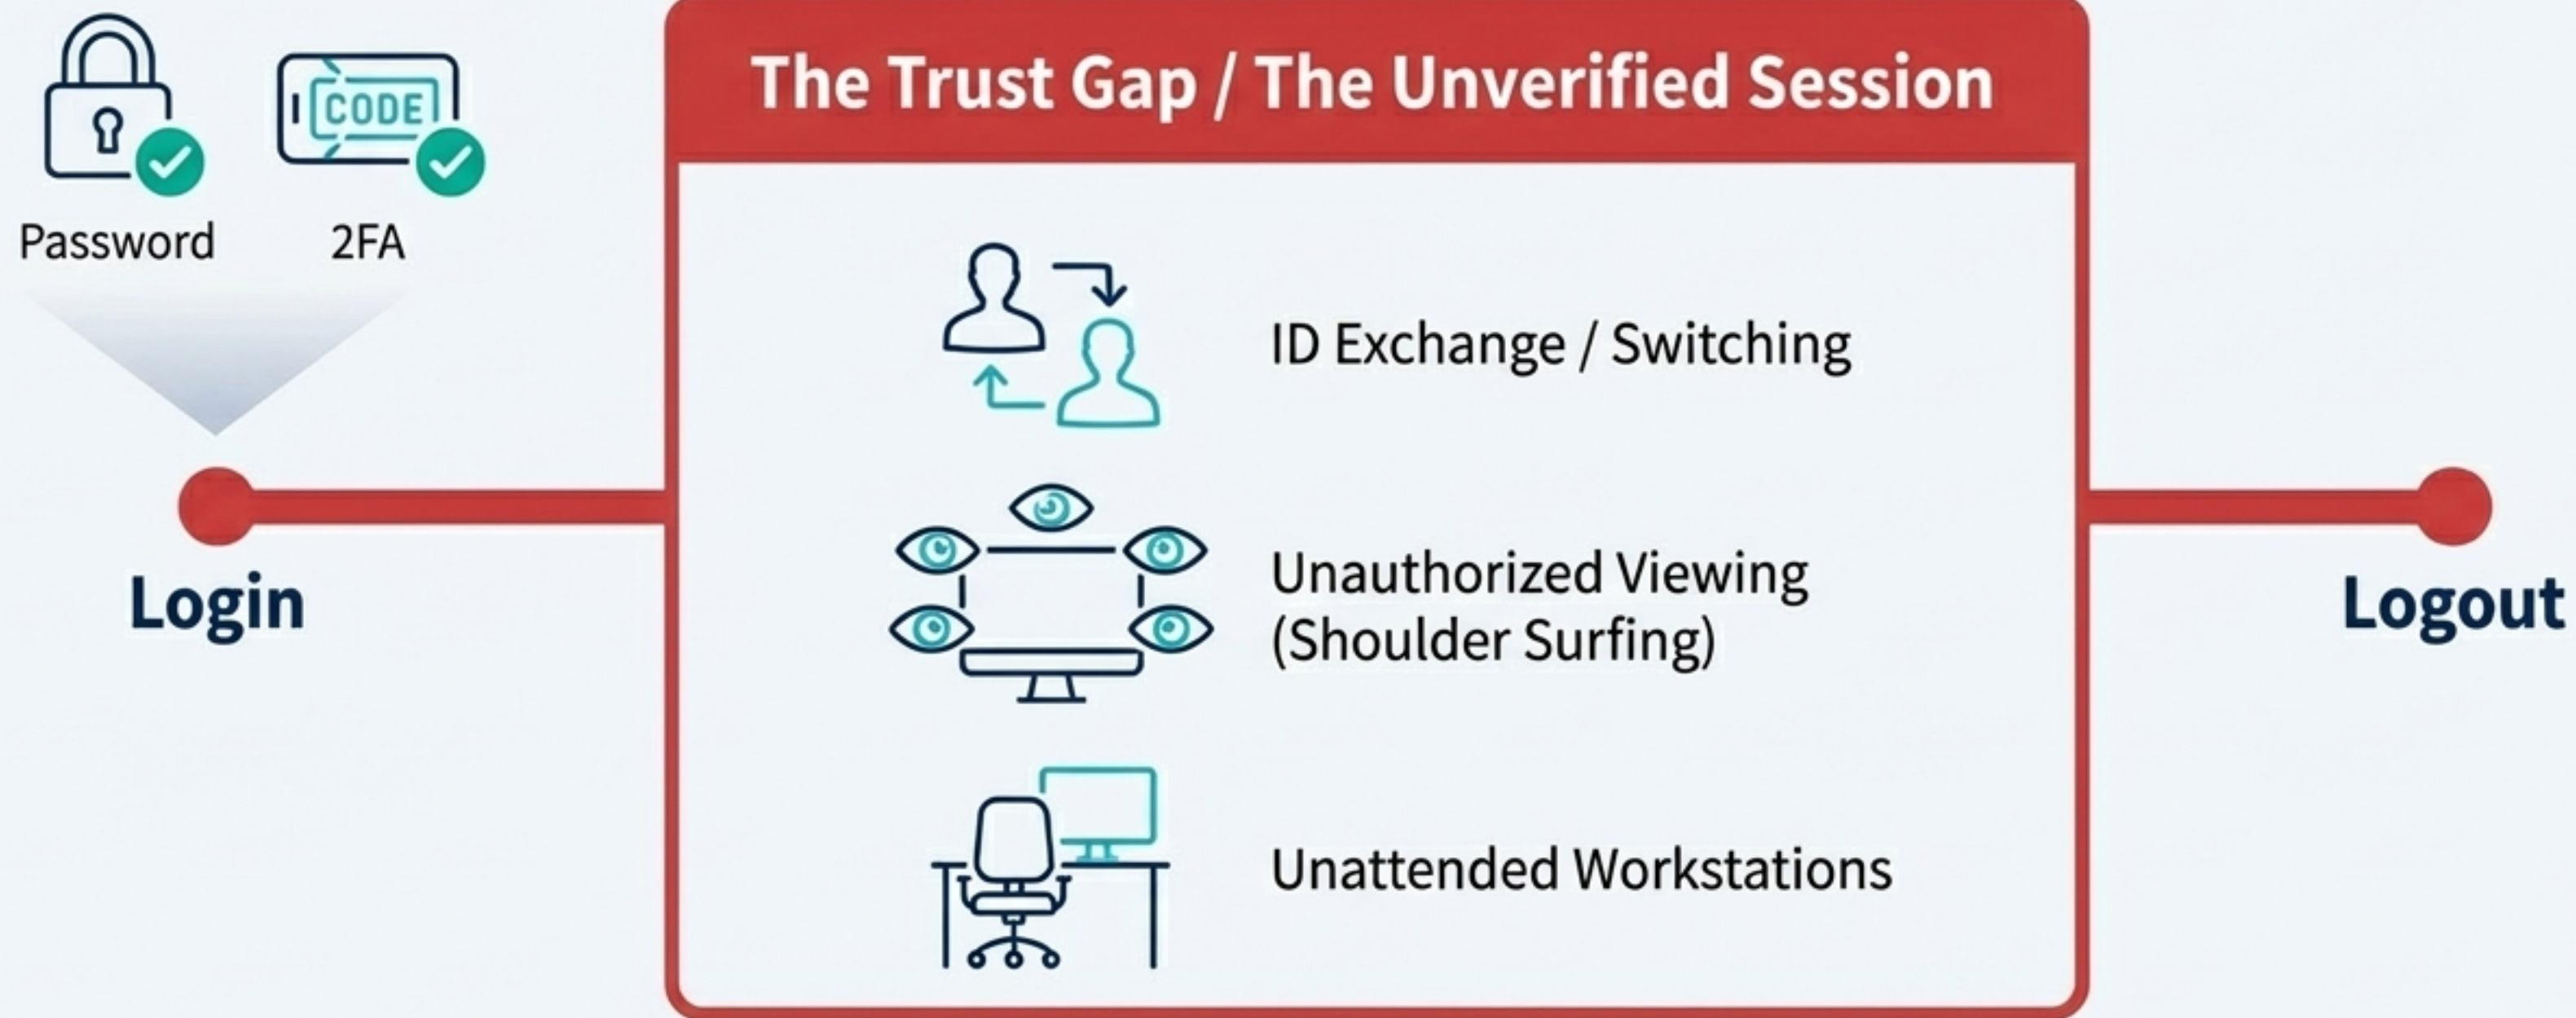 CODE
Password
2FA
Login
The Trust Gap / The Unverified Session
ID Exchange / Switching
Unauthorized Viewing
(Shoulder Surfing)
Unattended Workstations
Logout